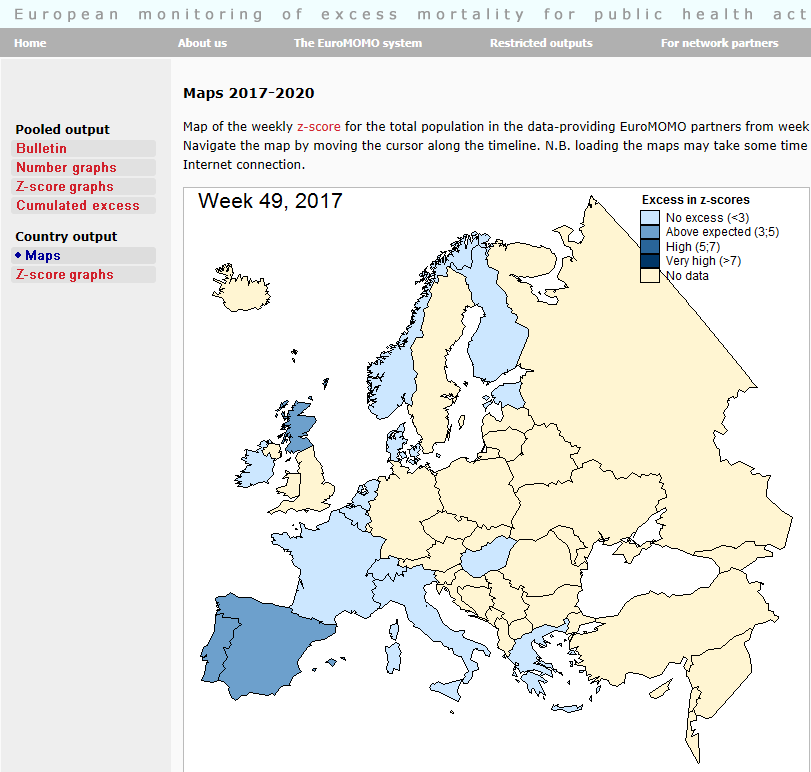 European monitoring of excess mortality for public health act
Home About us The EuroMOMO system Restricted outputs For network partners
Maps 2017-2020
Map of the weekly z-score for the total population in the data-providing EuroMOMO partners from week
Navigate the map by moving the cursor along the timeline. N.B. loading the maps may take some time
Internet connection.
Pooled output
Bulletin
Number graphs
Z-score graphs
Cumulated excess
Country output
Maps
Z-score graphs
Week 49, 2017
Excess in z-scores
No excess (<3)
Above expected (3;5)
High (5;7)
Very high (>7)
No data